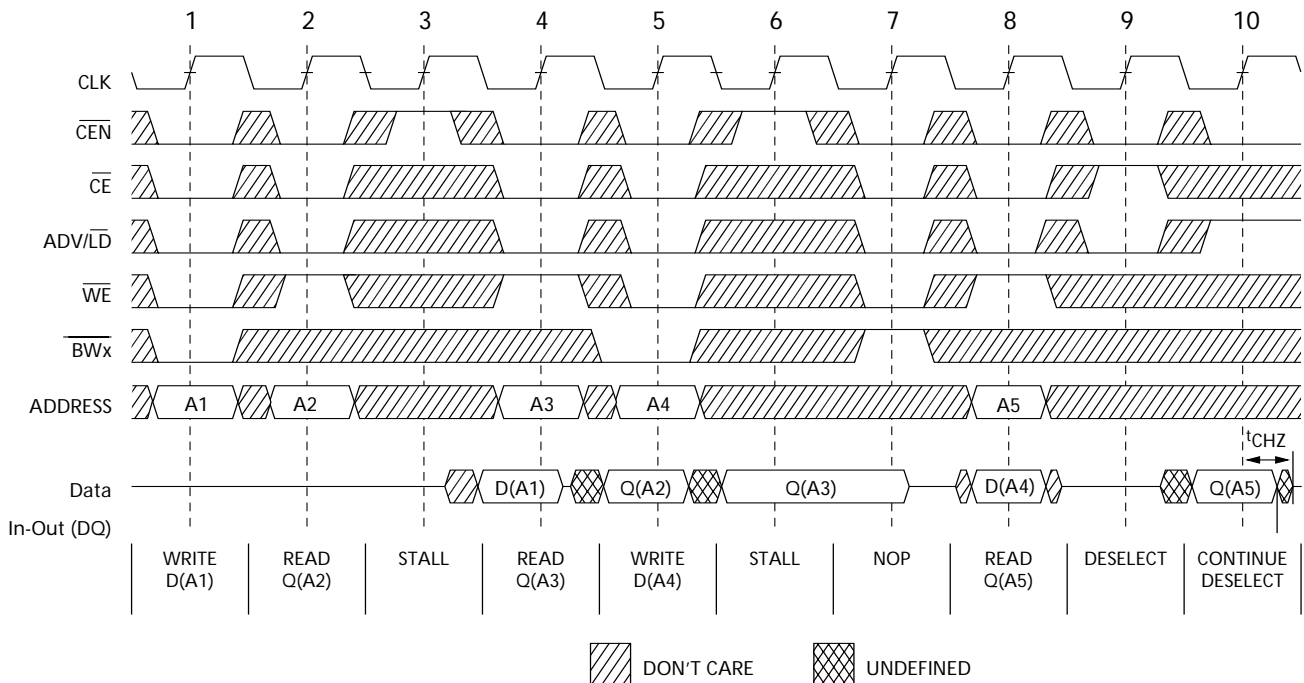 1 2 3 4 5 6 7 8 9 10
CLK
CEN
CE
ADV/LD
WE
BWx
ADDRESS A1 A2 A3 A4 A5
tCHZ
Data D(A1) Q(A2) Q(A3) D(A4) Q(A5)
In-Out (DQ)
WRITE READ STALL READ WRITE STALL NOP READ DESELECT CONTINUE
D(A1) Q(A2) Q(A3) D(A4) Q(A5) DESELECT
DON'T CARE UNDEFINED